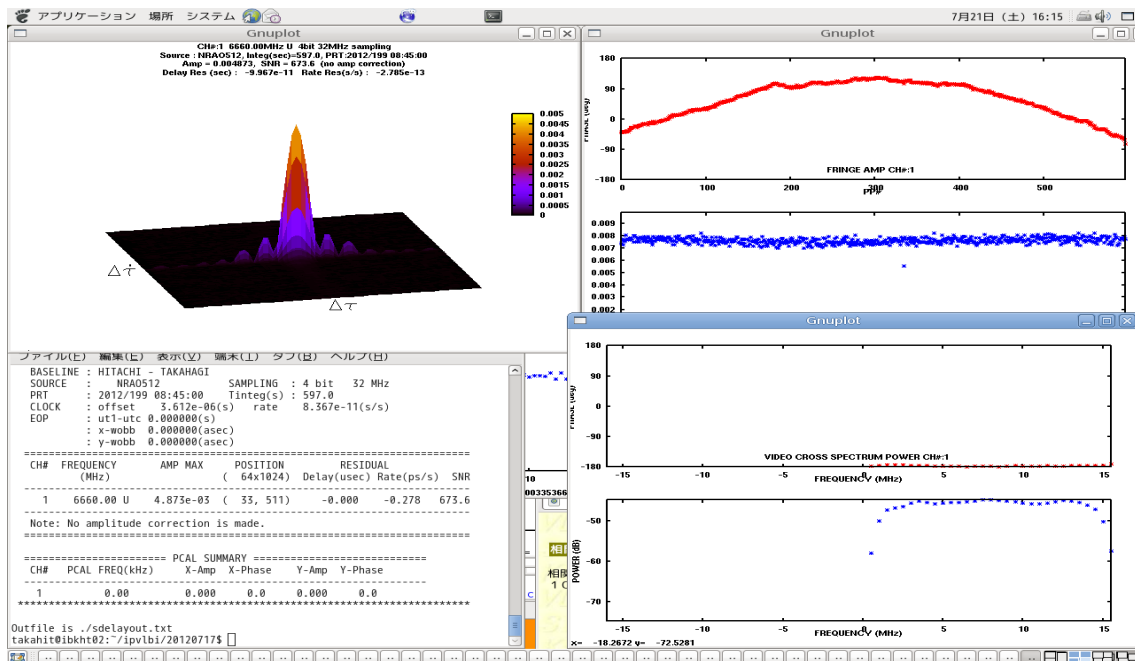 アプリケーション 場所 システム
7月21日 (土) 16:15
Gnuplot
CH#:1 6660.00MHz U 4bit 32MHz sampling
Source : NRAO512, Integ(sec)=597.0, PRT:2012/199 08:45:00
Amp = 0.004873, SNR = 673.6 (no amp correction)
Delay Res (sec) : -9.967e-11 Rate Res(s/s) : -2.785e-13
0.005
0.0045
0.004
0.0035
0.003
0.0025
0.002
0.0015
0.001
0.0005
0
Δτ̇
Δτ
Gnuplot
180
90
0
-90
-180
FRINGE AMP CH#:1
0 100 200 300 400 500
PP#
0.009
0.008
0.007
0.006
0.005
0.004
0.003
0.002
ファイル(F) 編集(E) 表示(V) 端末(T) タブ(B) ヘルプ(H)
BASELINE : HITACHI - TAKAHAGI
SOURCE : NRAO512 SAMPLING : 4 bit 32 MHz
PRT : 2012/199 08:45:00 Tinteg(s) : 597.0
CLOCK : offset 3.612e-06(s) rate 8.367e-11(s/s)
EOP : ut1-utc 0.000000(s)
: x-wobb 0.000000(asec)
: y-wobb 0.000000(asec)
======================================================================
CH# FREQUENCY AMP MAX POSITION RESIDUAL
(MHz) ( 64x1024) Delay(usec) Rate(ps/s) SNR
----------------------------------------------------------------------
1 6660.00 U 4.873e-03 ( 33, 511) -0.000 -0.278 673.6
----------------------------------------------------------------------
Note: No amplitude correction is made.
======================================================================
====================== PCAL SUMMARY ===========================
CH# PCAL FREQ(kHz) X-Amp X-Phase Y-Amp Y-Phase
---------------------------------------------------------------
1 0.00 0.000 0.0 0.000 0.0
**********************************************************************
Outfile is ./sdelayout.txt
takahit@ibkht02:~/ipvlbi/20120717$
10
00335366
相関
1 0
Gnuplot
180
90
0
-90
-180
VIDEO CROSS SPECTRUM POWER CH#:1
-15 -10 -5 0 5 10 15
FREQUENCY (MHz)
-50
-60
-70
POWER (dB)
-15 -10 -5 0 5 10 15
FREQUENCY (MHz)
x= -18.2672 y= -72.5281